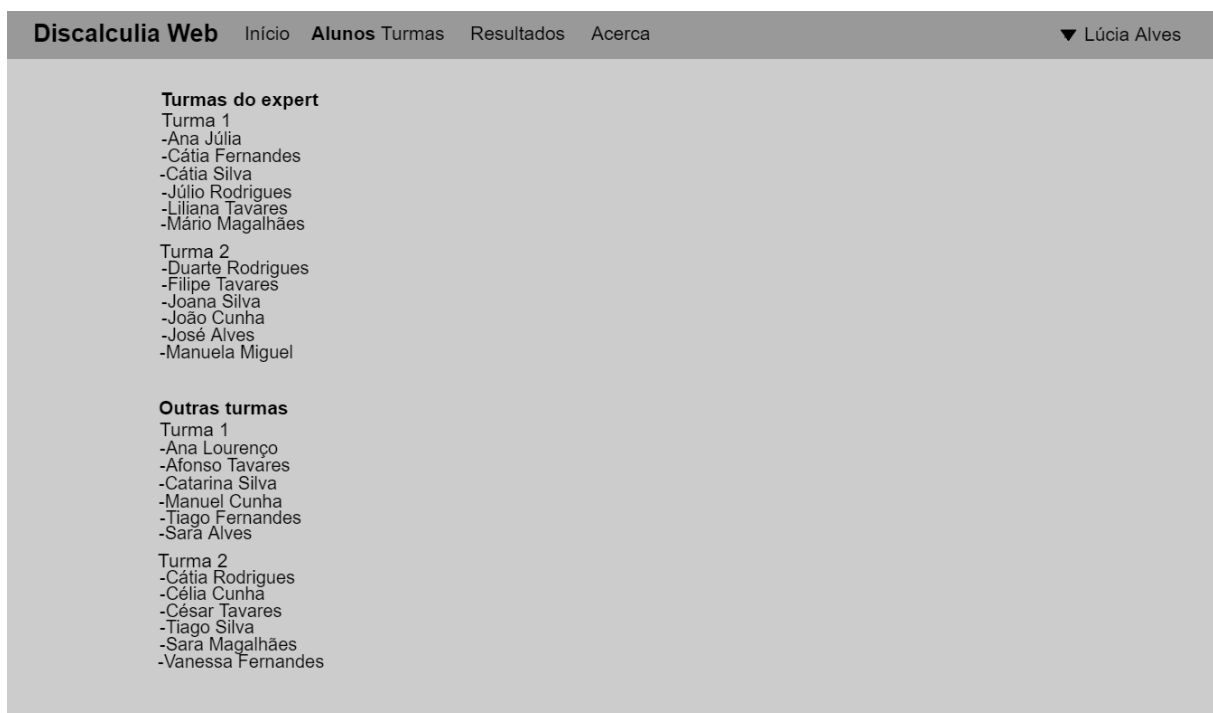 Discalculia Web Início Alunos Turmas Resultados Acerca ▼ Lúcia Alves
Turmas do expert
Turma 1
-Ana Júlia
-Cátia Fernandes
-Cátia Silva
-Júlio Rodrigues
-Liliana Tavares
-Mário Magalhães
Turma 2
-Duarte Rodrigues
-Filipe Tavares
-Joana Silva
-João Cunha
-José Alves
-Manuela Miguel
Outras turmas
Turma 1
-Ana Lourenço
-Afonso Tavares
-Catarina Silva
-Manuel Cunha
-Tiago Fernandes
-Sara Alves
Turma 2
-Cátia Rodrigues
-Célia Cunha
-César Tavares
-Tiago Silva
-Sara Magalhães
-Vanessa Fernandes